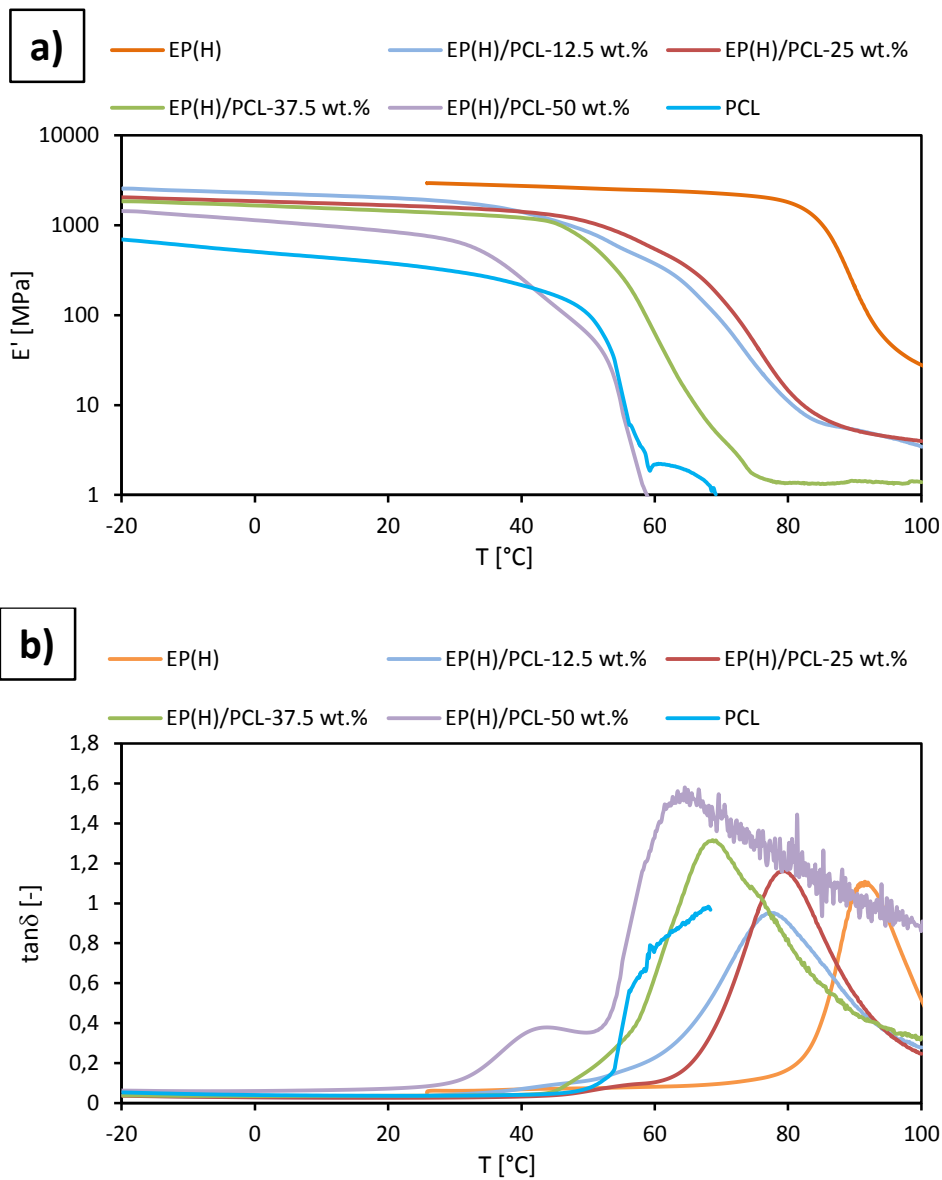 a)
EP(H) EP(H)/PCL-12.5 wt.% EP(H)/PCL-25 wt.%
EP(H)/PCL-37.5 wt.% EP(H)/PCL-50 wt.% PCL
10000
1000
100
10
1
E' [MPa]
-20 0 20 40 60 80 100
T [°C]
b)
EP(H) EP(H)/PCL-12.5 wt.% EP(H)/PCL-25 wt.%
EP(H)/PCL-37.5 wt.% EP(H)/PCL-50 wt.% PCL
1,8
1,6
1,4
1,2
1
0,8
0,6
0,4
0,2
0
tanδ [-]
-20 0 20 40 60 80 100
T [°C]